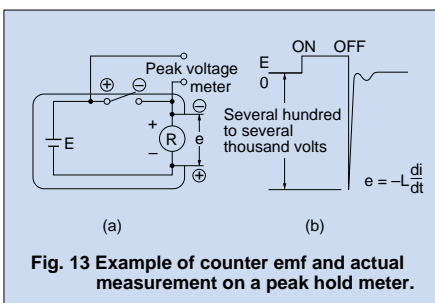 ON OFF
E
0
⊕ ⊖
Peak voltage
meter
⊖
+
E
R
e
−
⊕
Several hundred
to several
thousand volts
e = −L di/dt
(a)
(b)
Fig. 13 Example of counter emf and actual
measurement on a peak hold meter.